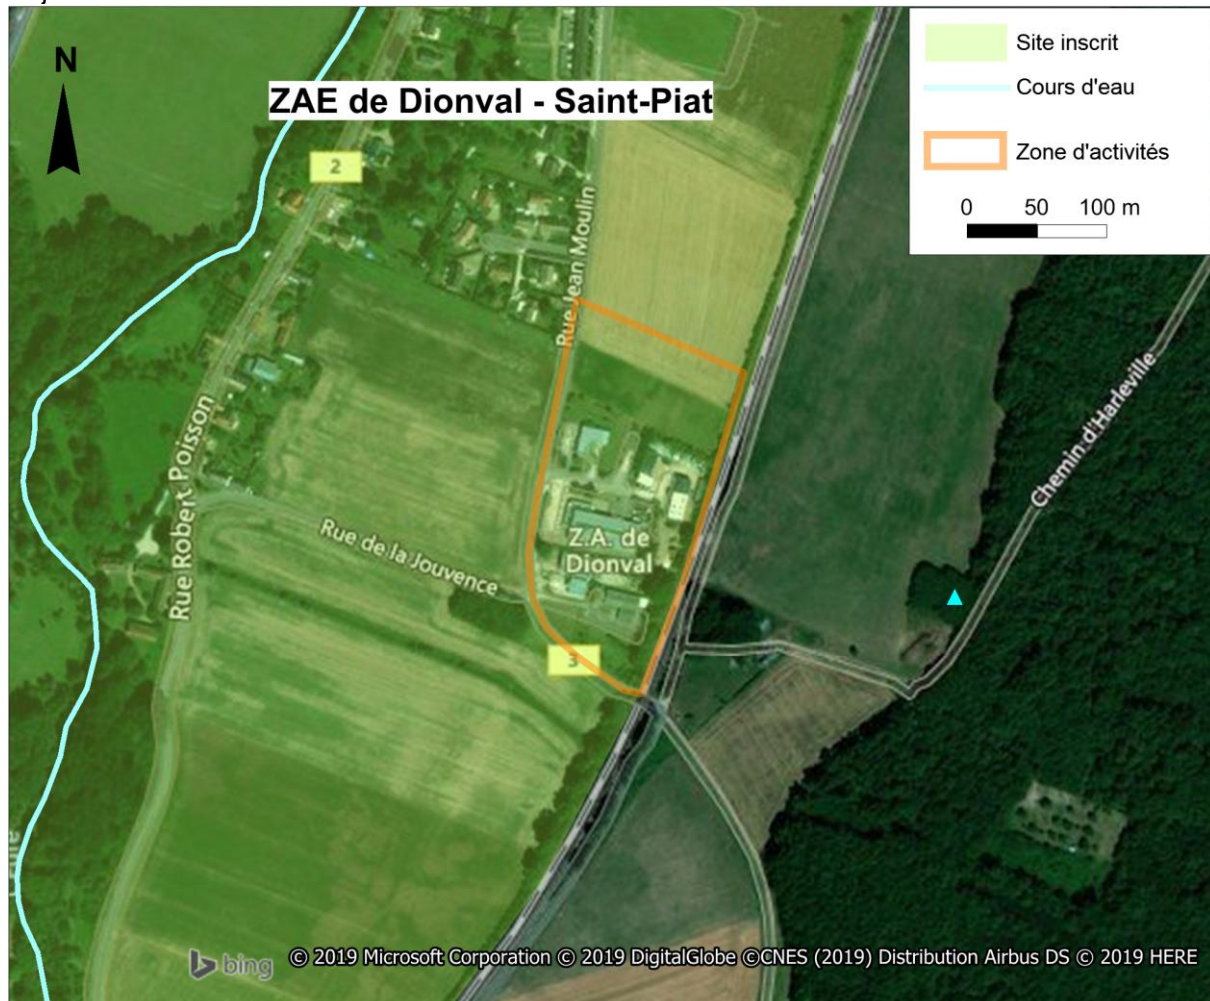 N
ZAE de Dionval - Saint-Piat
Site inscrit
Cours d'eau
Zone d'activités
0 50 100 m
2
Rue Jean Moulin
Chemin d'Harleville
Rue Robert Poisson
Rue de la Jouvence
Z.A. de
Dionval
3
bing
© 2019 Microsoft Corporation © 2019 DigitalGlobe ©CNES (2019) Distribution Airbus DS © 2019 HERE